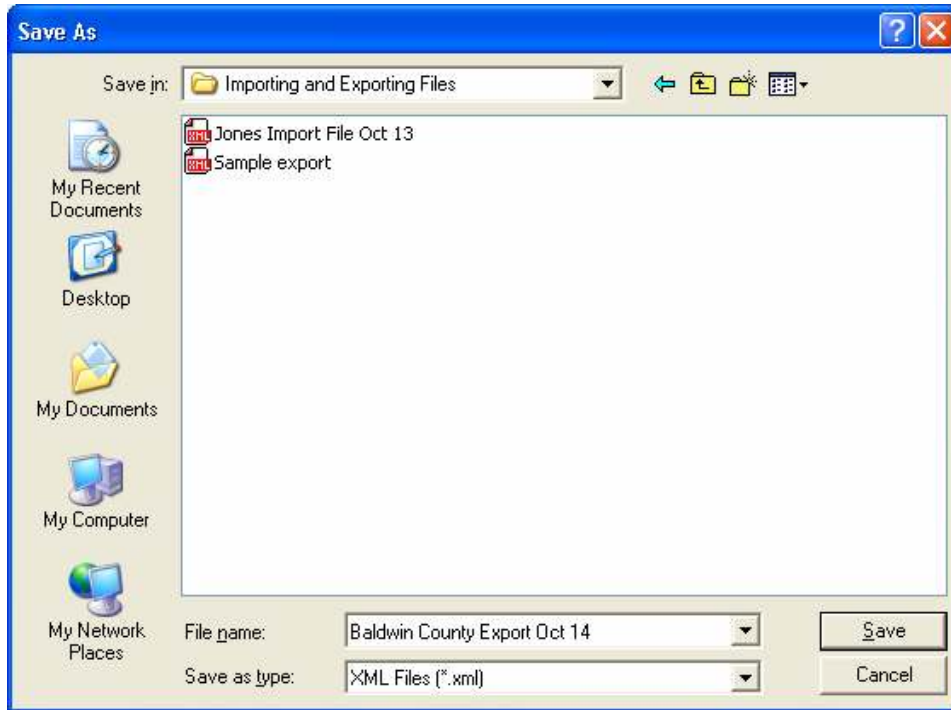 Save As
Save in:
Importing and Exporting Files
XML Jones Import File Oct 13
XML Sample export
My Recent
Documents
Desktop
My Documents
My Computer
My Network
Places
File name:
Baldwin County Export Oct 14
Save
Save as type:
XML Files (*.xml)
Cancel